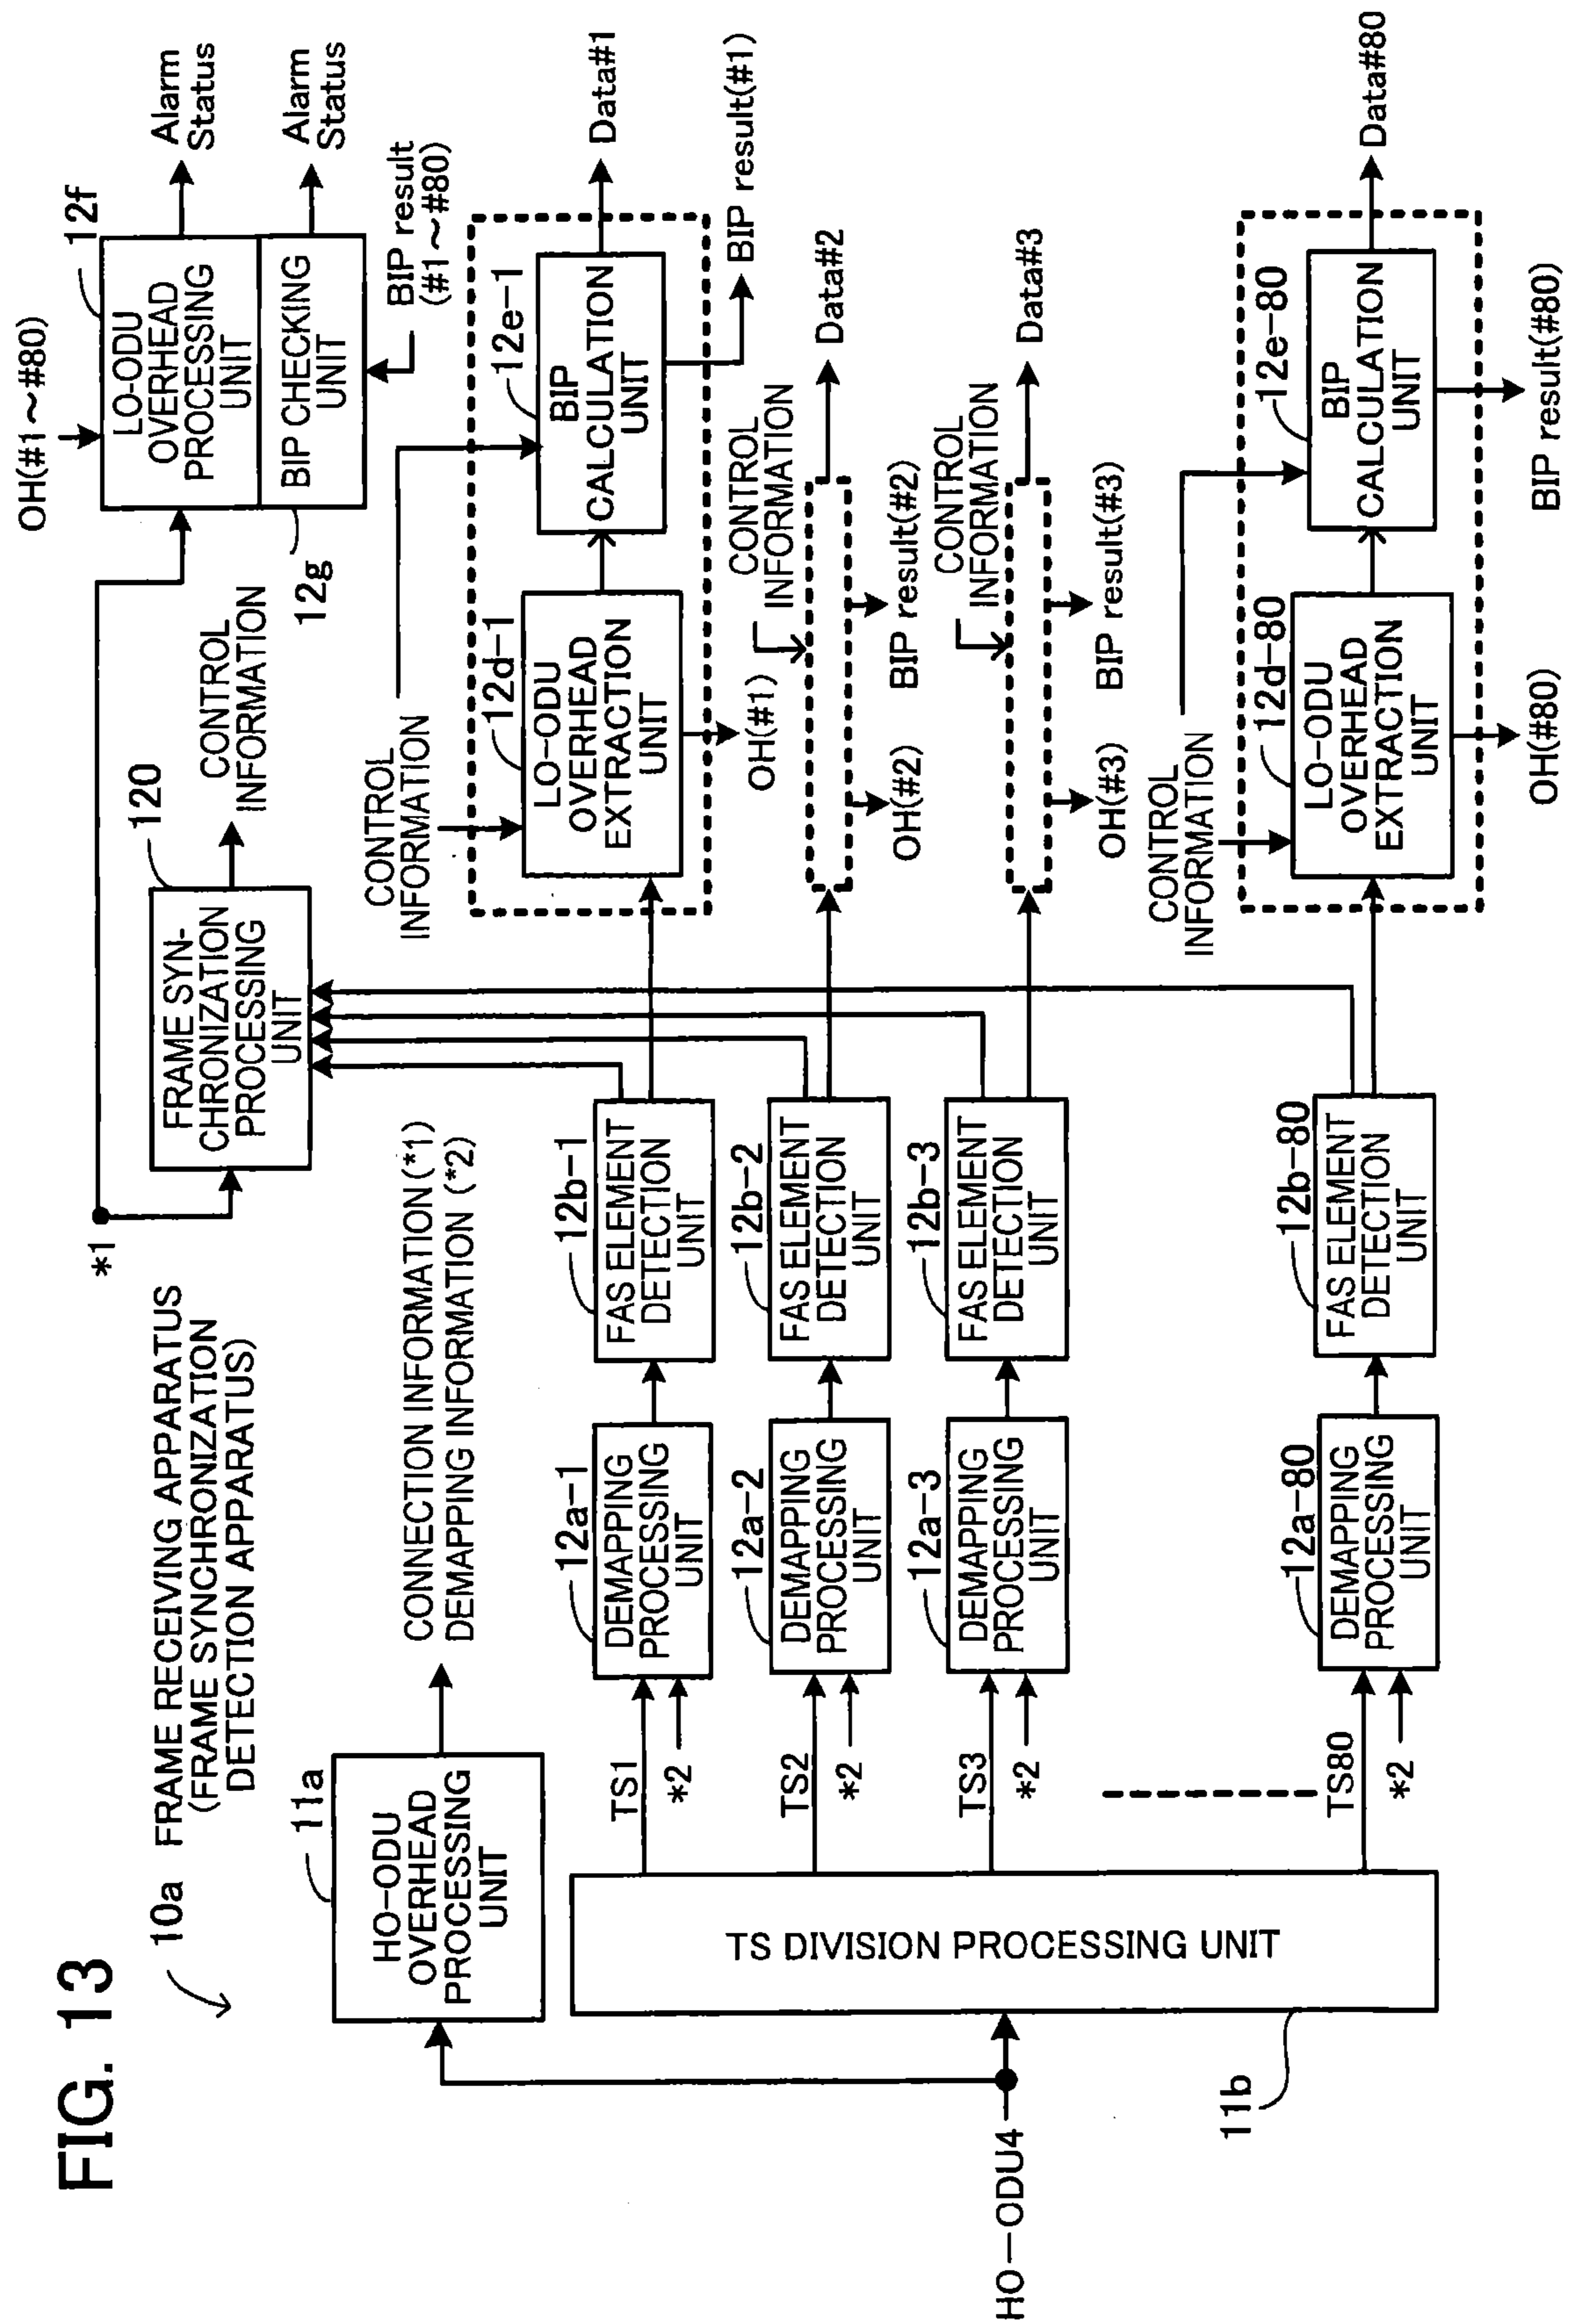 FIG. 13
10a FRAME RECEIVING APPARATUS
(FRAME SYNCHRONIZATION
DETECTION APPARATUS)
HO-ODU4
11a
HO-ODU
OVERHEAD
PROCESSING
UNIT
CONNECTION INFORMATION(*1)
DEMAPPING INFORMATION (*2)
11b
TS DIVISION PROCESSING UNIT
TS1
*2
12a-1
DEMAPPING
PROCESSING
UNIT
12b-1
FAS ELEMENT
DETECTION
UNIT
TS2
*2
12a-2
DEMAPPING
PROCESSING
UNIT
12b-2
FAS ELEMENT
DETECTION
UNIT
TS3
*2
12a-3
DEMAPPING
PROCESSING
UNIT
12b-3
FAS ELEMENT
DETECTION
UNIT
TS80
*2
12a-80
DEMAPPING
PROCESSING
UNIT
12b-80
FAS ELEMENT
DETECTION
UNIT
*1
120
FRAME SYN-
CHRONIZATION
PROCESSING
UNIT
CONTROL
INFORMATION
OH(#1~#80)
12f
LO-ODU
OVERHEAD
PROCESSING
UNIT
Alarm
Status
12g
BIP CHECKING
UNIT
Alarm
Status
BIP result
(#1~#80)
CONTROL
INFORMATION
12d-1
LO-ODU
OVERHEAD
EXTRACTION
UNIT
OH(#1)
12e-1
BIP
CALCULATION
UNIT
Data#1
BIP result(#1)
CONTROL
INFORMATION
Data#2
OH(#2)
BIP result(#2)
CONTROL
INFORMATION
Data#3
OH(#3)
BIP result(#3)
CONTROL
INFORMATION
12d-80
LO-ODU
OVERHEAD
EXTRACTION
UNIT
OH(#80)
12e-80
BIP
CALCULATION
UNIT
Data#80
BIP result(#80)